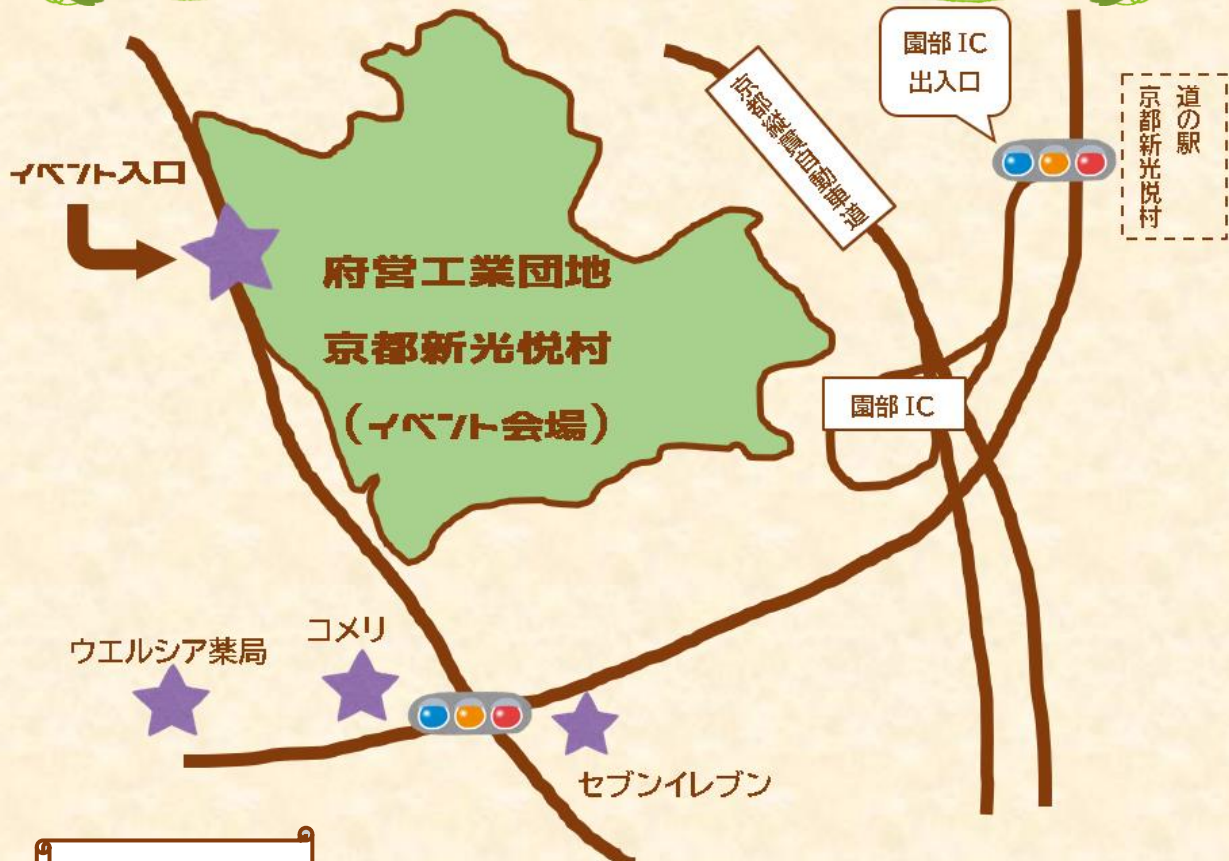 園部 IC
出入口
道の駅
京都新光悦村
京都縦貫自動車道
イベント入口
府営工業団地
京都新光悦村
（イベント会場）
園部 IC
コメリ
ウエルシア薬局
セブンイレブン